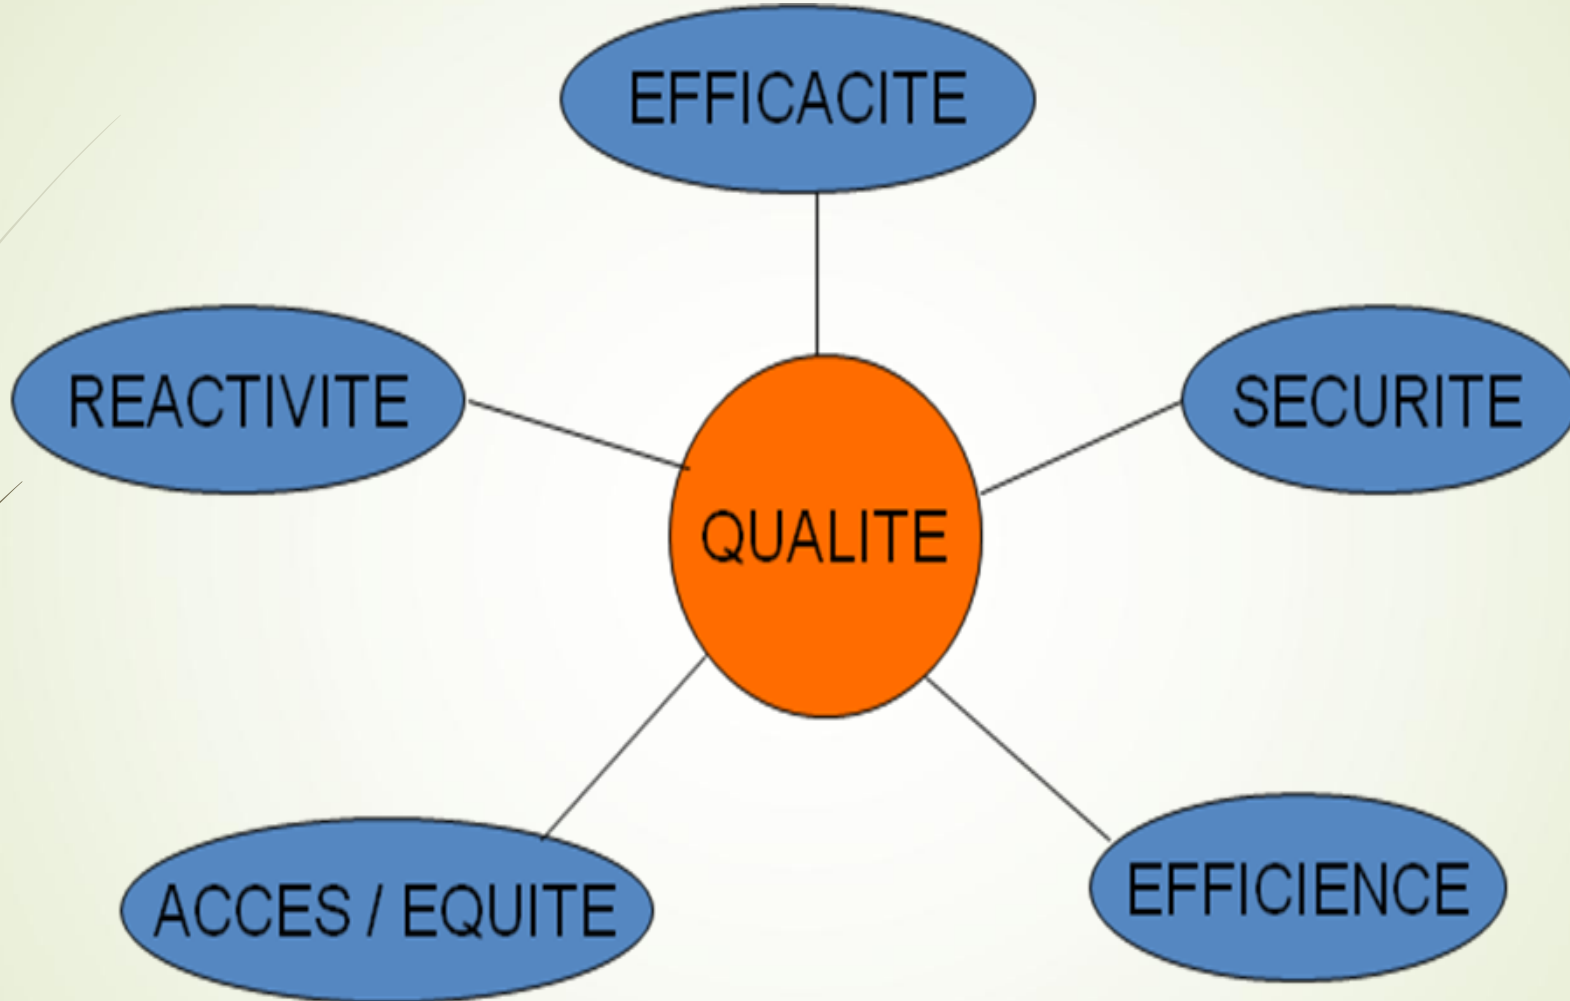 EFFICACITE
REACTIVITE
SECURITE
QUALITE
ACCES / EQUITE
EFFICIENCE